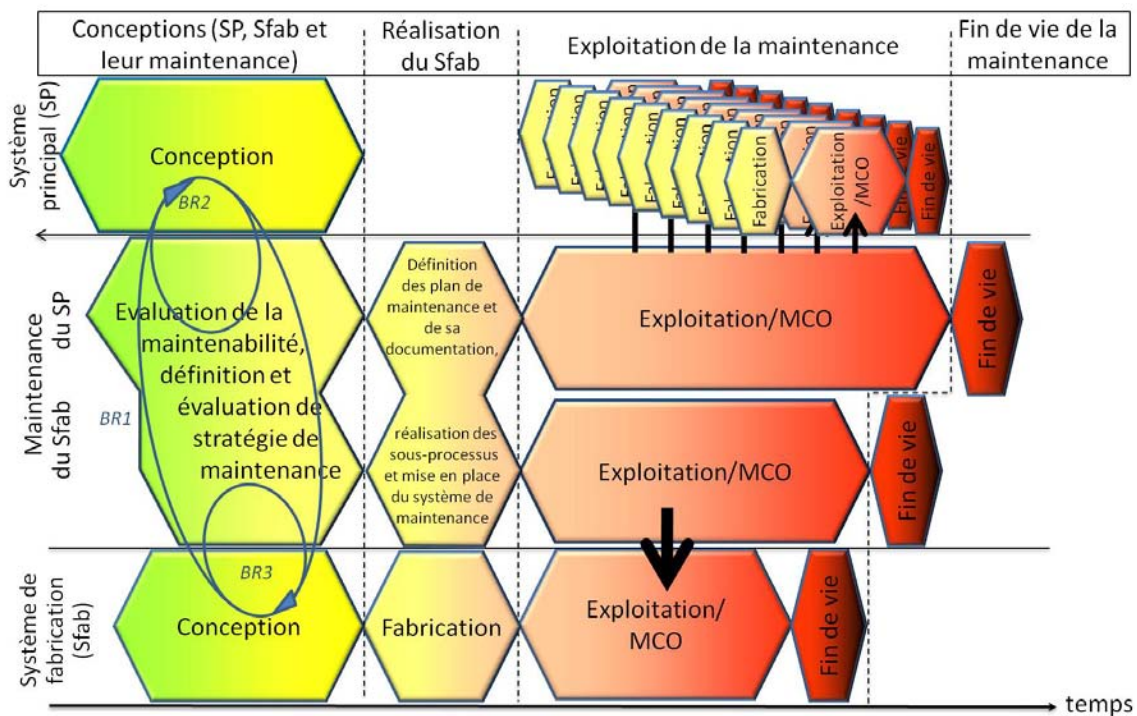 Conceptions (SP, Sfab et
leur maintenance)
Réalisation
du Sfab
Exploitation de la maintenance
Fin de vie de la
maintenance
Système
principal (SP)
Conception
BR2
Fabrication
Exploitation
/MCO
Fin de vie
Fin de vie
Maintenance
du SP
du Sfab
Evaluation de la
maintenabilité,
définition et
évaluation de
stratégie de
maintenance
BR1
Définition
des plan de
maintenance et
de sa
documentation,
réalisation des
sous-processus
et mise en place
du système de
maintenance
Exploitation/MCO
Fin de vie
Exploitation/MCO
Fin de vie
Système de
fabrication
(Sfab)
BR3
Conception
Fabrication
Exploitation/
MCO
Fin de vie
temps